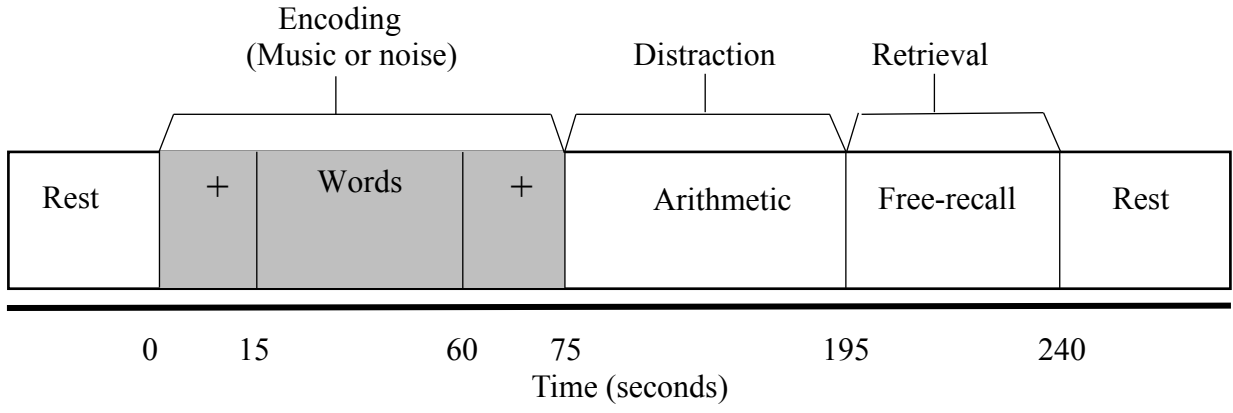 Encoding
(Music or noise)
Distraction
Retrieval
Rest
+
Words
+
Arithmetic
Free-recall
Rest
0
15
60
75
195
240
Time (seconds)